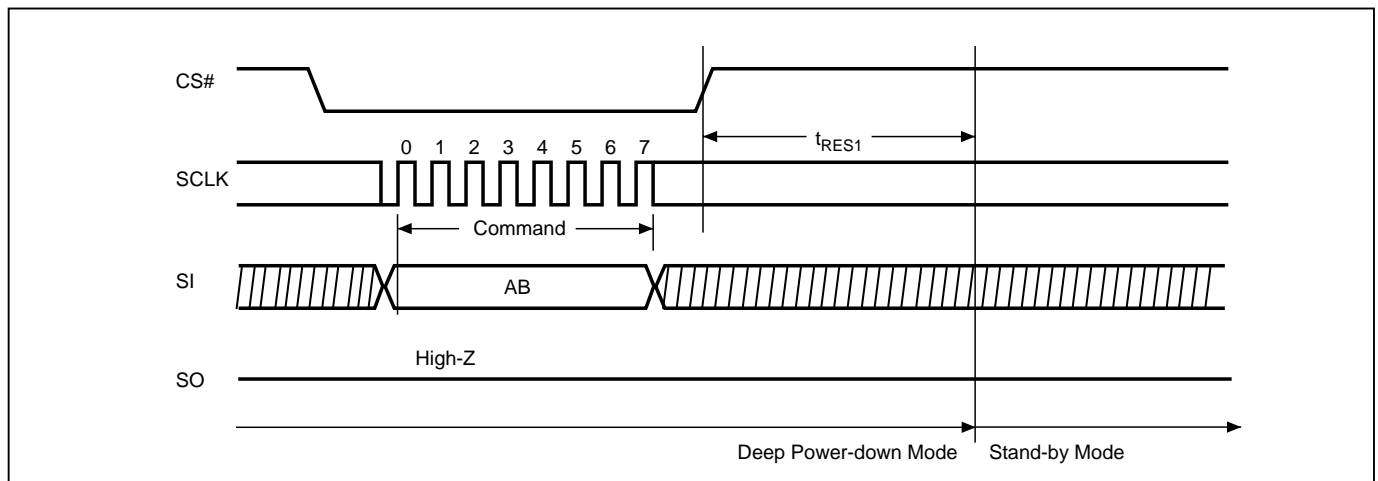 CS#
t_RES1
0 1 2 3 4 5 6 7
SCLK
Command
SI
AB
High-Z
SO
Deep Power-down Mode Stand-by Mode